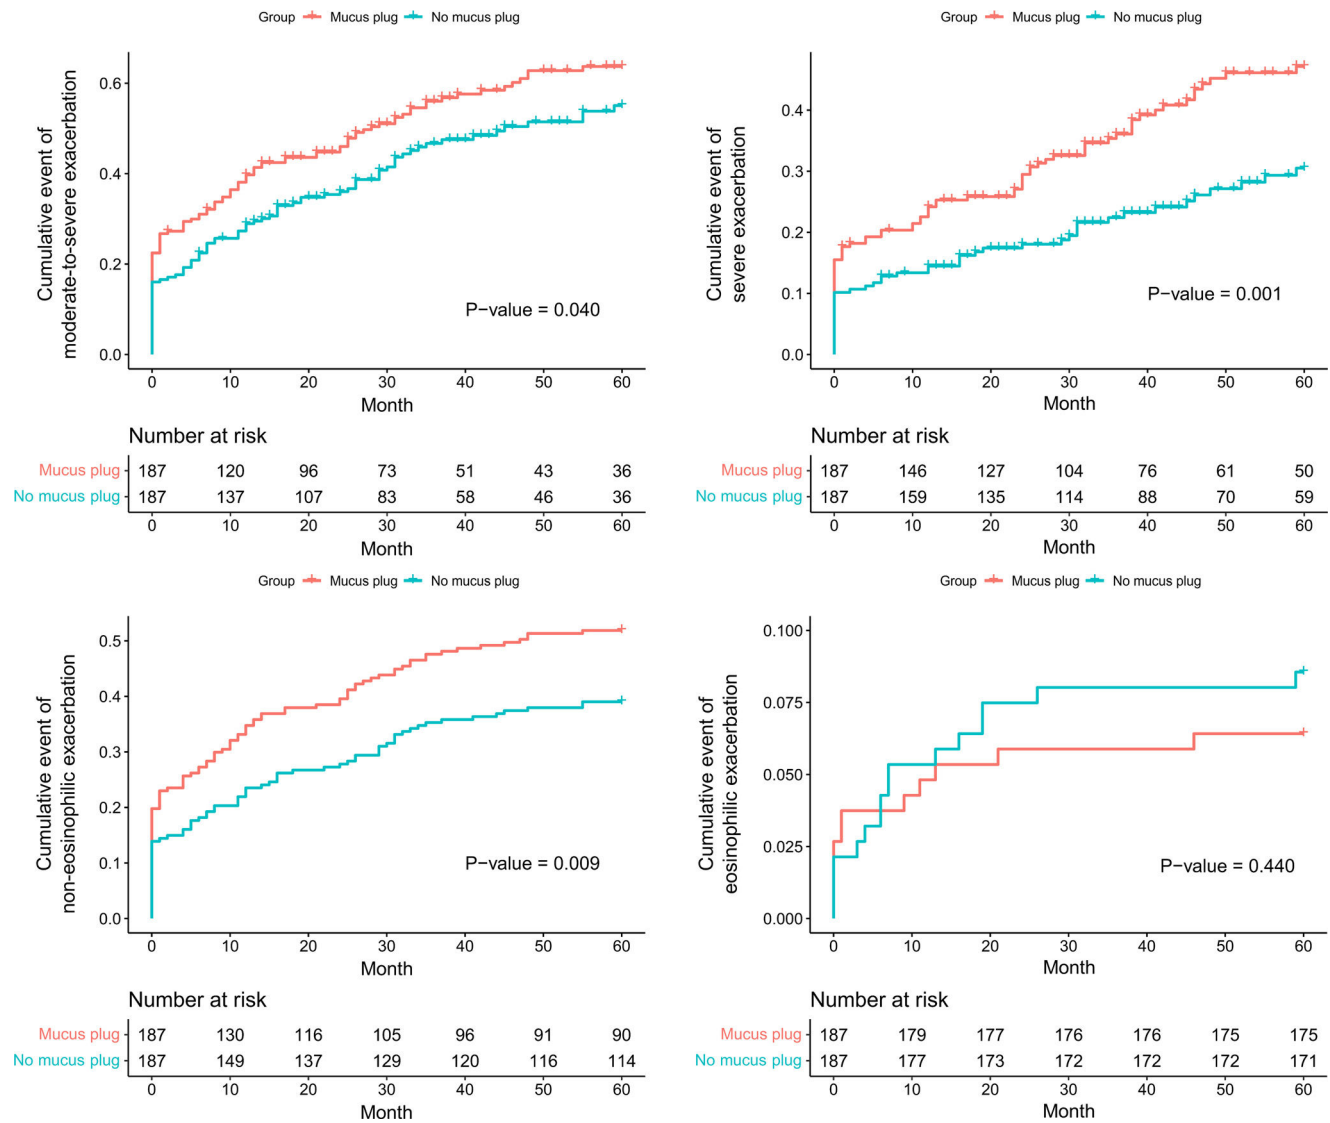 Group Mucus plug No mucus plug
Cumulative event of
moderate-to-severe exacerbation
0.6
0.4
0.2
0.0
P−value = 0.040
0 10 20 30 40 50 60
Month
Number at risk
Mucus plug 187 120 96 73 51 43 36
No mucus plug 187 137 107 83 58 46 36
0 10 20 30 40 50 60
Month
Group Mucus plug No mucus plug
Cumulative event of
severe exacerbation
0.4
0.3
0.2
0.1
0.0
P−value = 0.001
0 10 20 30 40 50 60
Month
Number at risk
Mucus plug 187 146 127 104 76 61 50
No mucus plug 187 159 135 114 88 70 59
0 10 20 30 40 50 60
Month
Group Mucus plug No mucus plug
Cumulative event of
non-eosinophilic exacerbation
0.5
0.4
0.3
0.2
0.1
0.0
P−value = 0.009
0 10 20 30 40 50 60
Month
Number at risk
Mucus plug 187 130 116 105 96 91 90
No mucus plug 187 149 137 129 120 116 114
0 10 20 30 40 50 60
Month
Group Mucus plug No mucus plug
Cumulative event of
eosinophilic exacerbation
0.100
0.075
0.050
0.025
0.000
P−value = 0.440
0 10 20 30 40 50 60
Month
Number at risk
Mucus plug 187 179 177 176 176 175 175
No mucus plug 187 177 173 172 172 172 171
0 10 20 30 40 50 60
Month